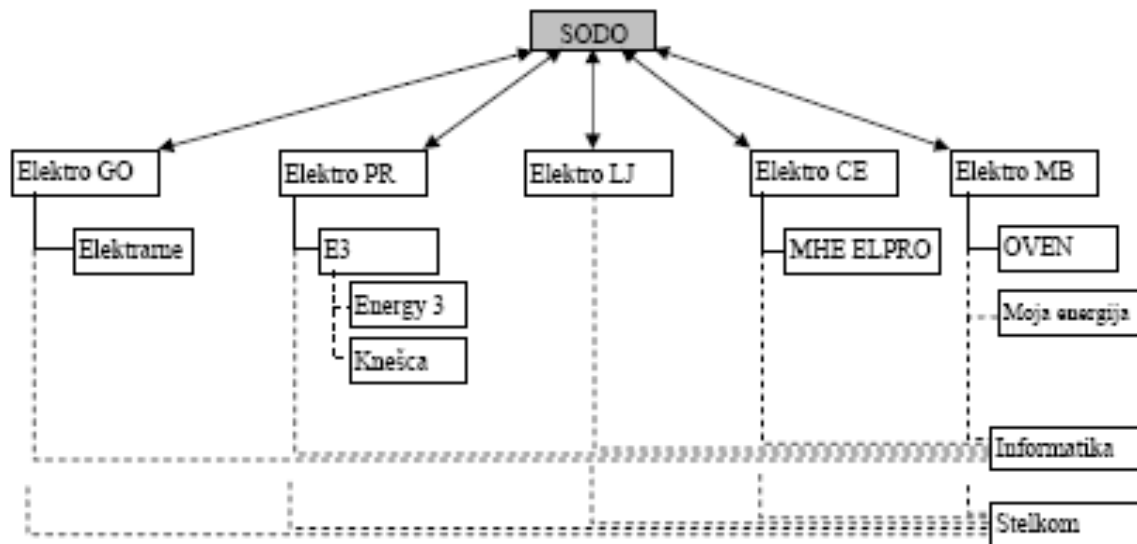 SODO
Elektro GO
Elektro PR
Elektro LJ
Elektro CE
Elektro MB
Elektrarne
E3
MHE ELPRO
OVEN
Energy 3
Moja energija
Knešca
Informatika
Stelkom